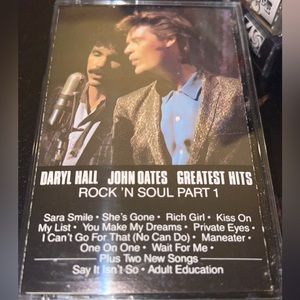 DARYL HALL JOHN OATES GREATEST HITS
ROCK 'N SOUL PART 1
Sara Smile • She's Gone • Rich Girl • Kiss On
My List • You Make My Dreams • Private Eyes •
I Can't Go For That (No Can Do) • Maneater •
One On One • Wait For Me •
Plus Two New Songs
Say It Isn't So • Adult Education